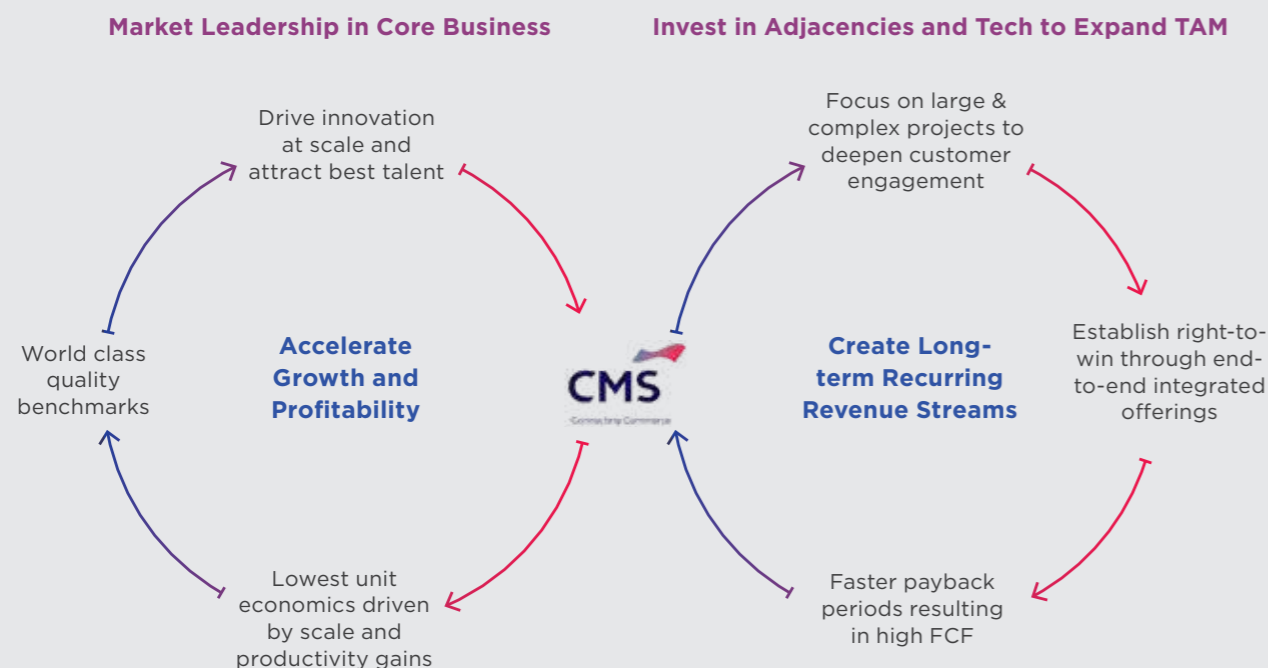 Market Leadership in Core Business
Invest in Adjacencies and Tech to Expand TAM
Drive innovation
at scale and
attract best talent
World class
quality
benchmarks
Accelerate
Growth and
Profitability
Lowest unit
economics driven
by scale and
productivity gains
CMS
Connecting Commerce
Focus on large &
complex projects to
deepen customer
engagement
Create Long-
term Recurring
Revenue Streams
Establish right-to-
win through end-
to-end integrated
offerings
Faster payback
periods resulting
in high FCF